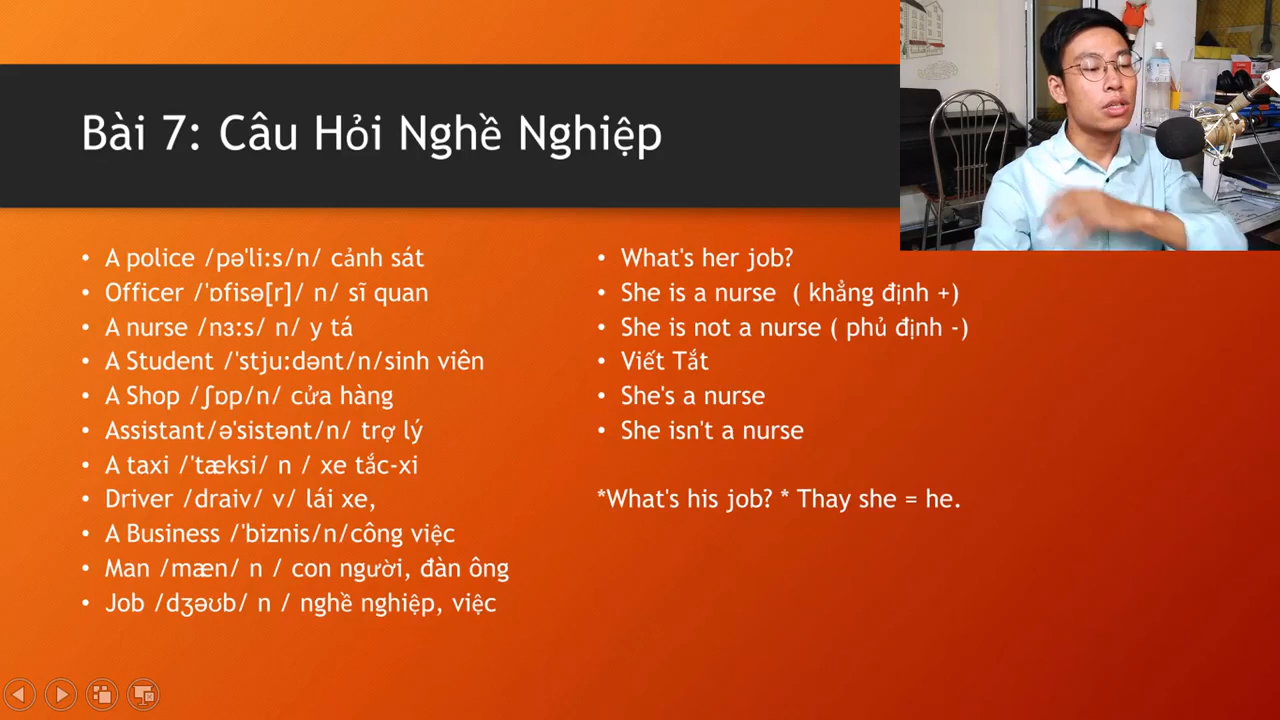 Bài 7: Câu Hỏi Nghề Nghiệp
• A police /pə'li:s/n/ cảnh sát
• Officer /'ɒfisə[r]/ n/ sĩ quan
• A nurse /nɜ:s/ n/ y tá
• A Student /'stju:dənt/n/sinh viên
• A Shop /ʃɒp/n/ cửa hàng
• Assistant/ə'sistənt/n/ trợ lý
• A taxi /'tæksi/ n / xe tắc-xi
• Driver /draiv/ v/ lái xe,
• A Business /'biznis/n/công việc
• Man /mæn/ n / con người, đàn ông
• Job /dʒəʊb/ n / nghề nghiệp, việc
• What's her job?
• She is a nurse  ( khẳng định +)
• She is not a nurse ( phủ định -)
• Viết Tắt
• She's a nurse
• She isn't a nurse
*What's his job? * Thay she = he.